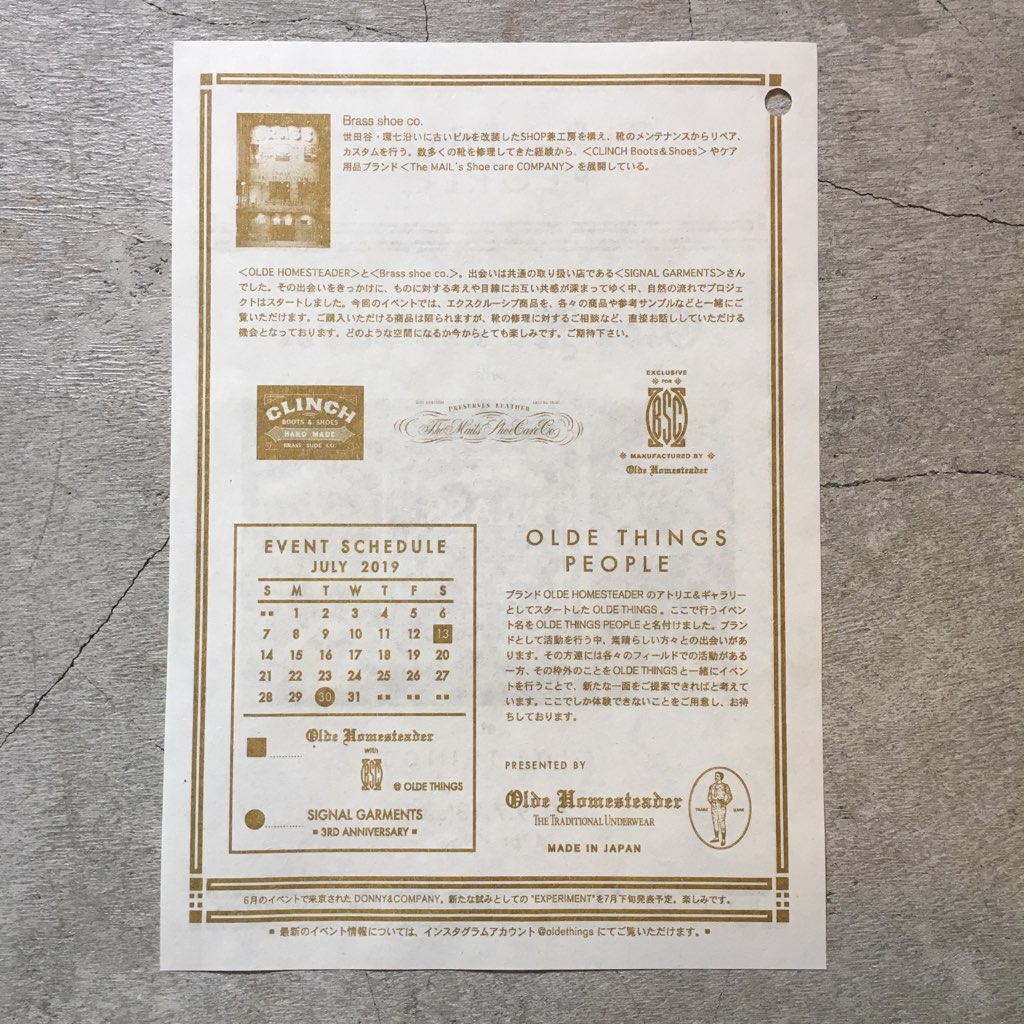 Brass shoe co.
世田谷・環七沿いに古いビルを改装したSHOP兼工房を構え、靴のメンテナンスからリペア、
カスタムを行う。数多くの靴を修理してきた経験から、<CLINCH Boots&Shoes> やケア
用品ブランド<The MAIL's Shoe care COMPANY> を展開している。
<OLDE HOMESTEADER>と<Brass shoe co.>。出会いは共通の取り扱い店である<SIGNAL GARMENTS>さん
でした。その出会いをきっかけに、ものに対する考えや目線にお互い共感が深まってゆく中、自然の流れでプロジェ
クトはスタートしました。今回のイベントでは、エクスクルーシブ商品を、各々の商品や参考サンプルなどと一緒にご
覧いただけます。ご購入いただける商品は限られますが、靴の修理に対するご相談など、直接お話ししていただける
機会となっております。どのような空間になるか今からとても楽しみです。ご期待下さい。
CLINCH
BOOTS & SHOES
HAND MADE
BRASS SHOE CO.
PRESERVES LEATHER
The Mails Shoe Care Co.
EXCLUSIVE
FOR
BSC
MANUFACTURED BY
Olde Homesteader
EVENT SCHEDULE
JULY 2019
S M T W T F S
1 2 3 4 5 6
7 8 9 10 11 12 13
14 15 16 17 18 19 20
21 22 23 24 25 26 27
28 29 30 31
Olde Homesteader
with
BSC
@ OLDE THINGS
SIGNAL GARMENTS
3RD ANNIVERSARY
OLDE THINGS
PEOPLE
ブランド OLDE HOMESTEADER のアトリエ&ギャラリー
としてスタートした OLDE THINGS 。ここで行うイベン
ト名を OLDE THINGS PEOPLE と名付けました。ブラン
ドとして活動を行う中、素晴らしい方々との出会いがあ
ります。その方達には各々のフィールドでの活動がある
一方、その枠外のことを OLDE THINGS と一緒にイベン
トを行うことで、新たな一面をご提案できればと考えて
います。ここでしか体験できないことをご用意し、お待
ちしております。
PRESENTED BY
Olde Homesteader
THE TRADITIONAL UNDERWEAR
MADE IN JAPAN
TRADE MARK
6月のイベントで来京された DONNY&COMPANY。新たな試みとしての "EXPERIMENT"を7月下旬発表予定。楽しみです。
■ 最新のイベント情報については、インスタグラムアカウント @oldethings にてご覧いただけます。■